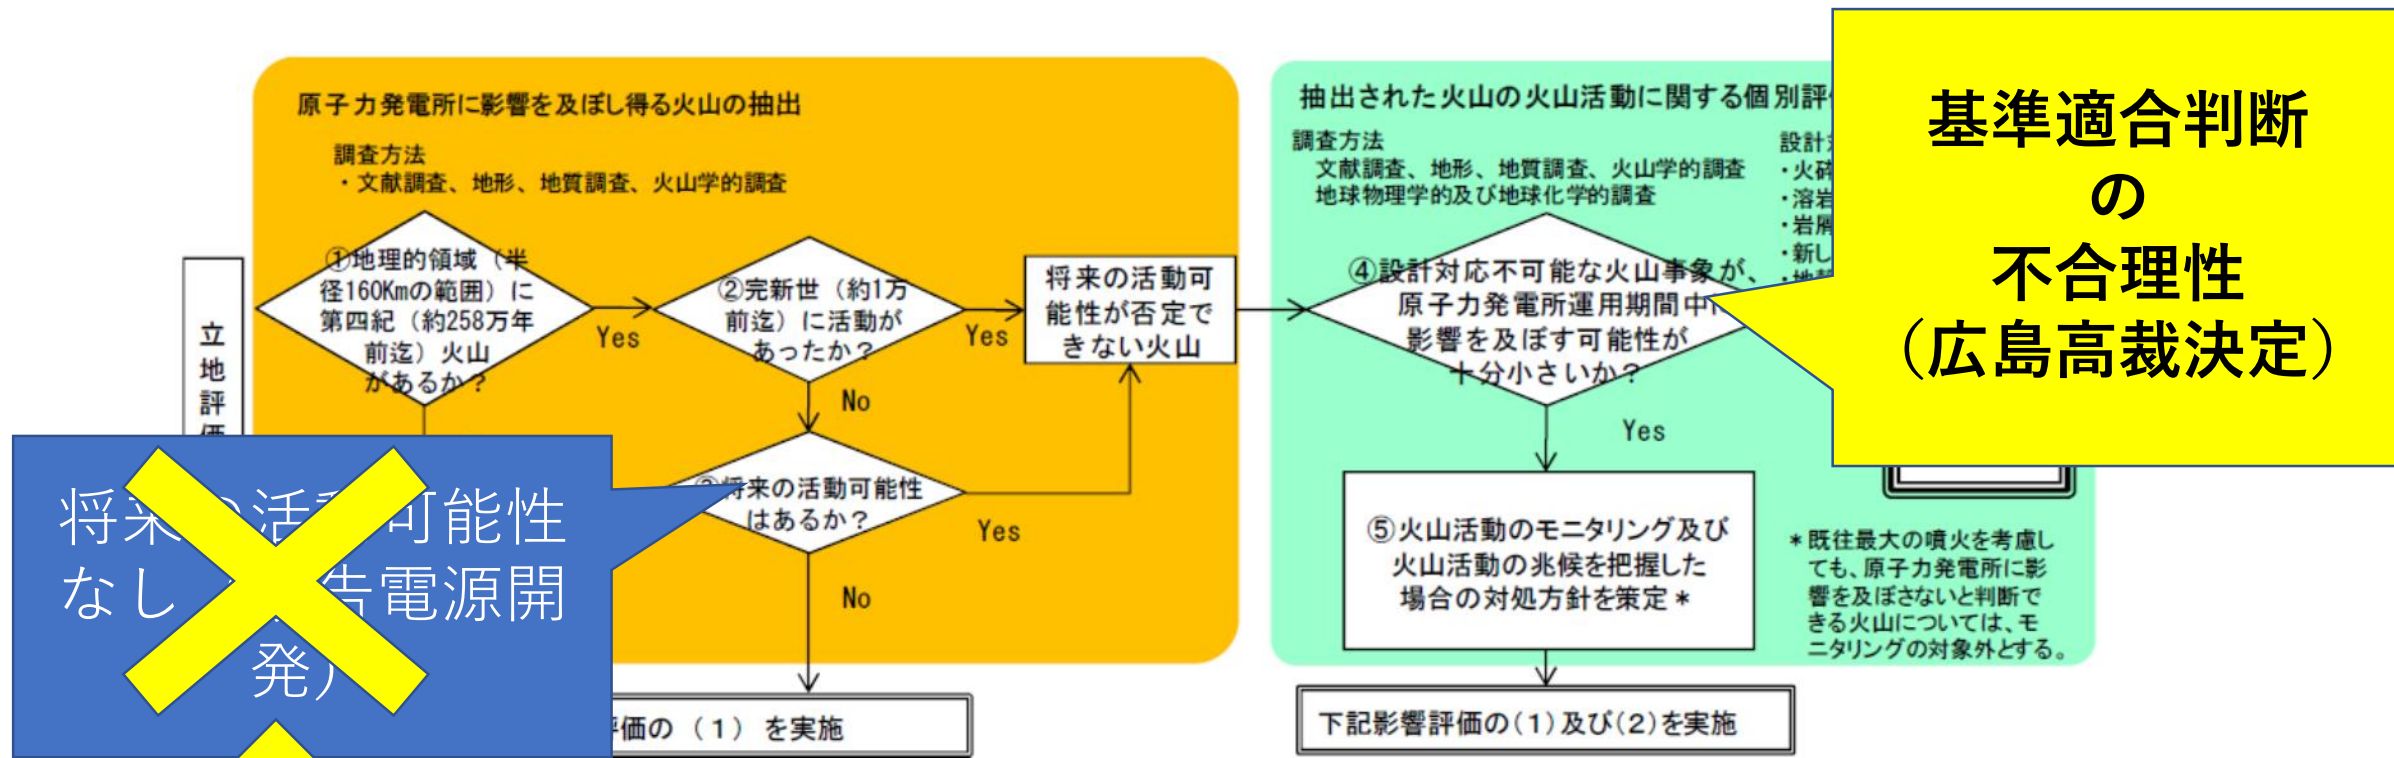 原子力発電所に影響を及ぼし得る火山の抽出
調査方法
・文献調査、地形、地質調査、火山学的調査
①地理的領域（半
径160Kmの範囲）に
第四紀（約258万年
前迄）火山
があるか？
Yes
②完新世（約1万
前迄）に活動が
あったか？
Yes
No
将来の活動可
能性が否定で
きない火山
立
地
評
将来の活動可能性
はあるか？
Yes
No
将来 活 可能性
なし 告電源開
発）
価の（1）を実施
抽出された火山の火山活動に関する個別評
調査方法
文献調査、地形、地質調査、火山学的調査
地球物理学的及び地球化学的調査
設計
・火砕
・溶岩
・岩屑
・新し
④設計対応不可能な火山事象が、
原子力発電所運用期間中
影響を及ぼす可能性が
十分小さいか？
Yes
⑤火山活動のモニタリング及び
火山活動の兆候を把握した
場合の対処方針を策定＊
＊既往最大の噴火を考慮し
ても、原子力発電所に影
響を及ぼさないと判断で
きる火山については、モ
ニタリングの対象外とする。
下記影響評価の（1）及び（2）を実施
基準適合判断
の
不合理性
（広島高裁決定）